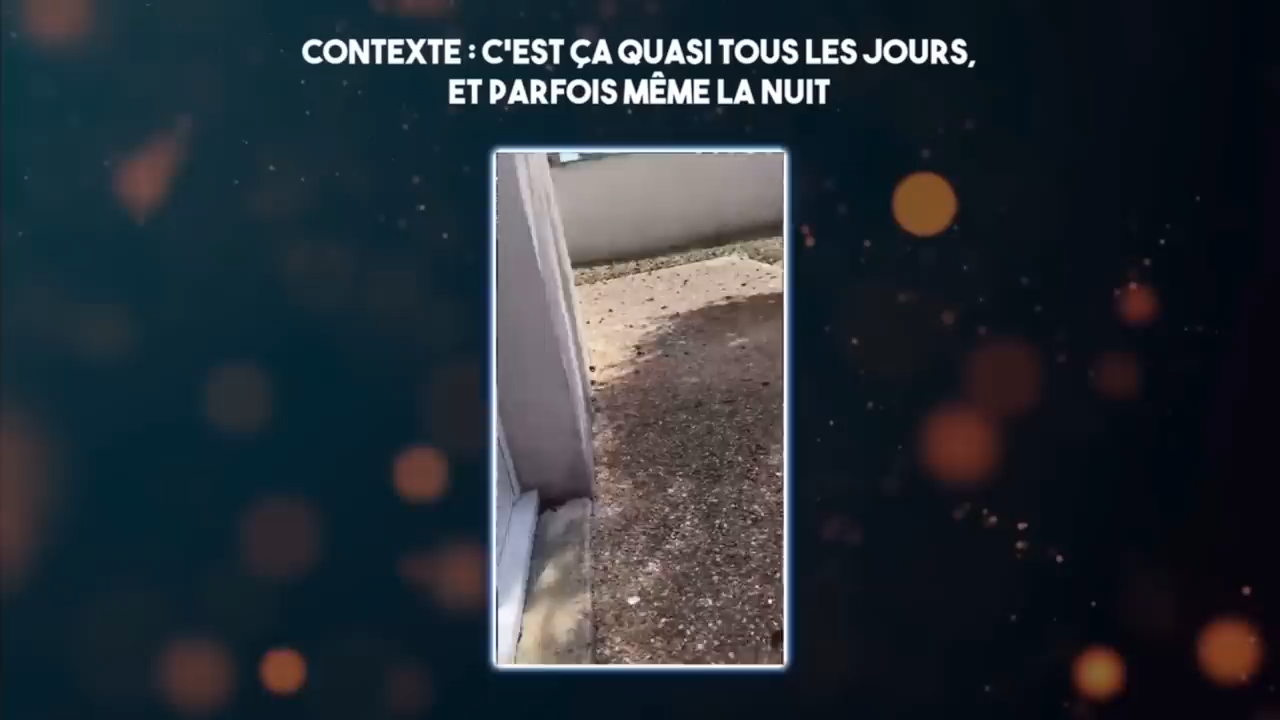 CONTEXTE : C'EST ÇA QUASI TOUS LES JOURS,
ET PARFOIS MÊME LA NUIT